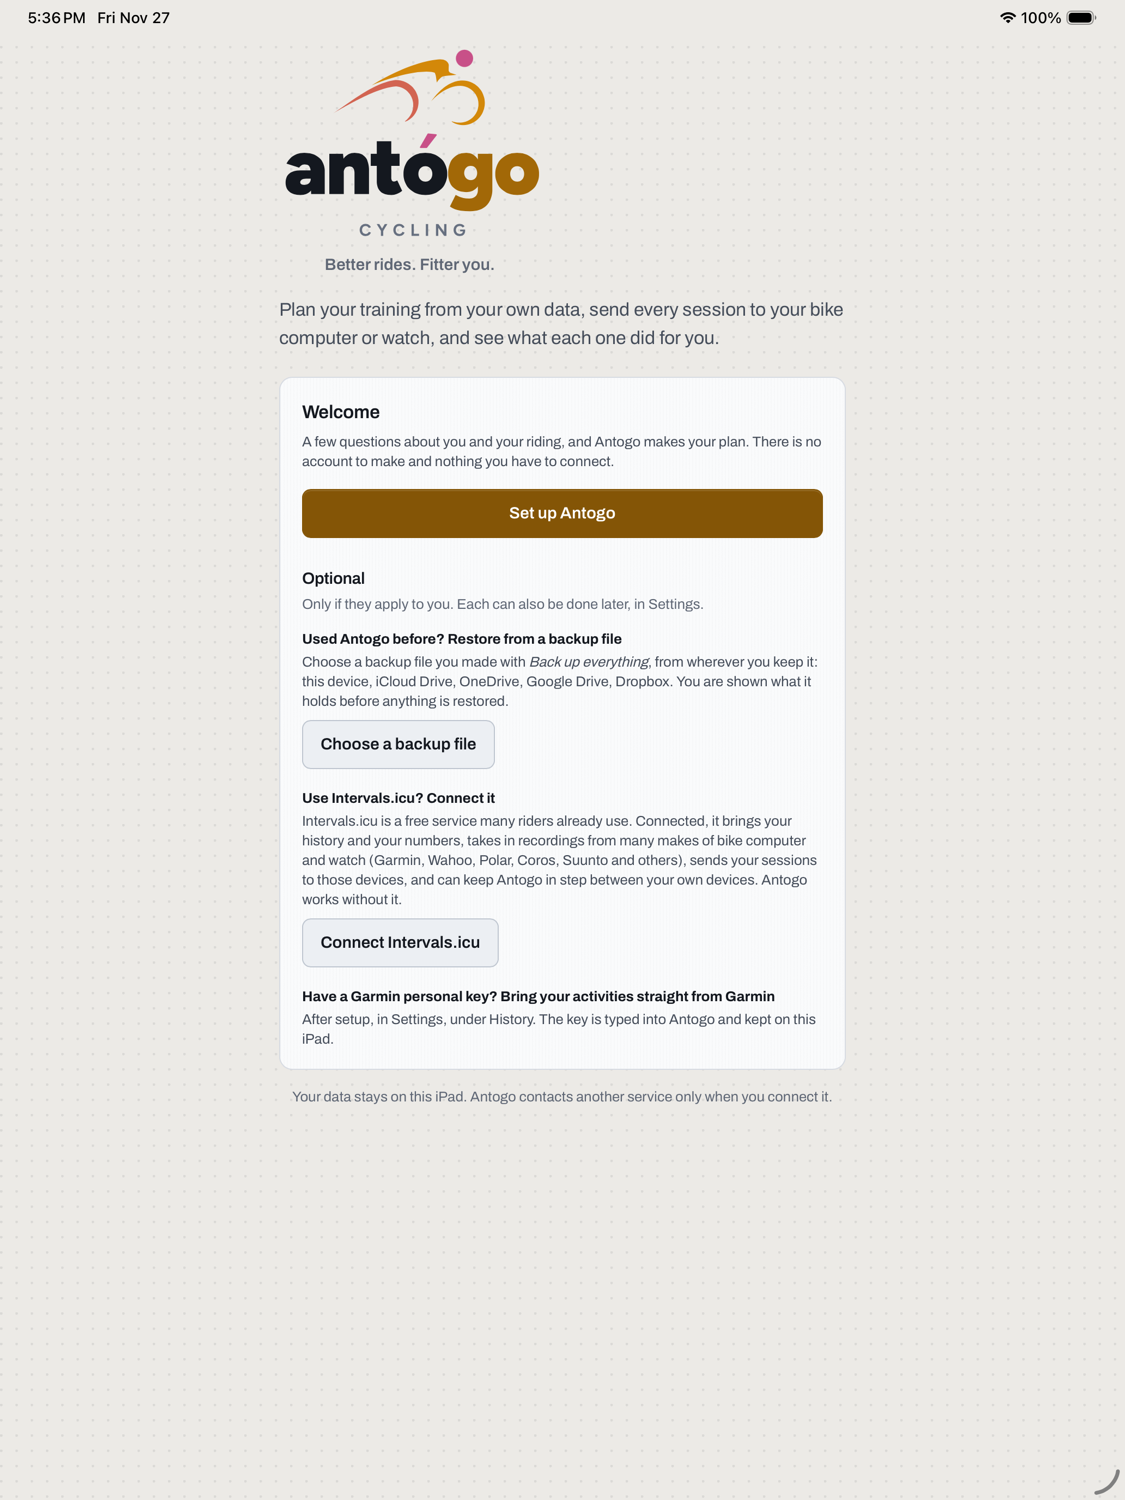 5:36 PM Fri Nov 27
100%
antógo
CYCLING
Better rides. Fitter you.
Plan your training from your own data, send every session to your bike
computer or watch, and see what each one did for you.
Welcome
A few questions about you and your riding, and Antogo makes your plan. There is no
account to make and nothing you have to connect.
Set up Antogo
Optional
Only if they apply to you. Each can also be done later, in Settings.
Used Antogo before? Restore from a backup file
Choose a backup file you made with Back up everything, from wherever you keep it:
this device, iCloud Drive, OneDrive, Google Drive, Dropbox. You are shown what it
holds before anything is restored.
Choose a backup file
Use Intervals.icu? Connect it
Intervals.icu is a free service many riders already use. Connected, it brings your
history and your numbers, takes in recordings from many makes of bike computer
and watch (Garmin, Wahoo, Polar, Coros, Suunto and others), sends your sessions
to those devices, and can keep Antogo in step between your own devices. Antogo
works without it.
Connect Intervals.icu
Have a Garmin personal key? Bring your activities straight from Garmin
After setup, in Settings, under History. The key is typed into Antogo and kept on this
iPad.
Your data stays on this iPad. Antogo contacts another service only when you connect it.